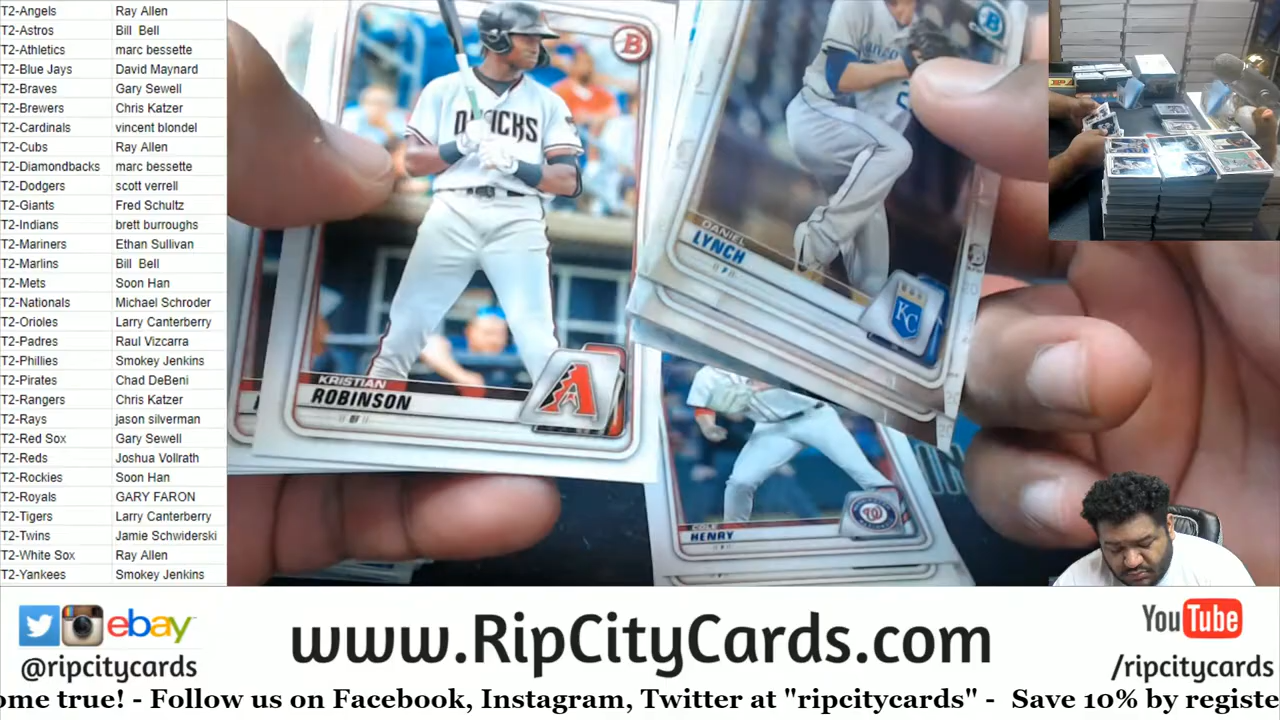 T2-Angels Ray Allen
T2-Astros Bill Bell
T2-Athletics marc bessette
T2-Blue Jays David Maynard
T2-Braves Gary Sewell
T2-Brewers Chris Katzer
T2-Cardinals vincent blondel
T2-Cubs Ray Allen
T2-Diamondbacks marc bessette
T2-Dodgers scott verrell
T2-Giants Fred Schultz
T2-Indians brett burroughs
T2-Mariners Ethan Sullivan
T2-Marlins Bill Bell
T2-Mets Soon Han
T2-Nationals Michael Schroder
T2-Orioles Larry Canterberry
T2-Padres Raul Vizcarra
T2-Phillies Smokey Jenkins
T2-Pirates Chad DeBeni
T2-Rangers Chris Katzer
T2-Rays jason silverman
T2-Red Sox Gary Sewell
T2-Reds Joshua Vollrath
T2-Rockies Soon Han
T2-Royals GARY FARON
T2-Tigers Larry Canterberry
T2-Twins Jamie Schwiderski
T2-White Sox Ray Allen
T2-Yankees Smokey Jenkins
B
KRISTIAN
ROBINSON
A
B
DANIEL
LYNCH
KC
COLE
HENRY
W
ebay
@ripcitycards
www.RipCityCards.com
YouTube
/ripcitycards
ome true! - Follow us on Facebook, Instagram, Twitter at "ripcitycards" - Save 10% by registe